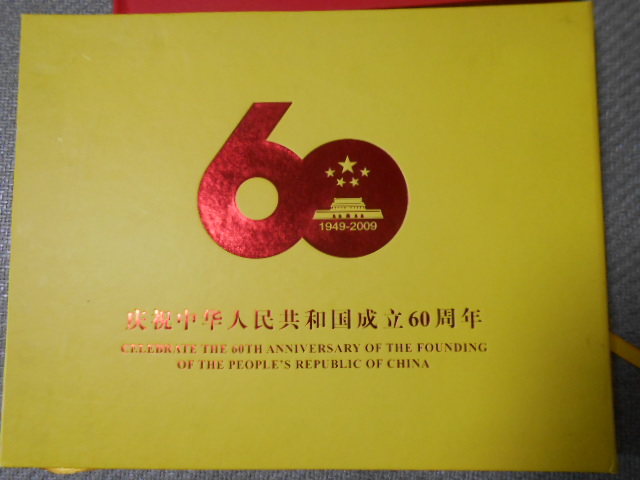 60
1949-2009
庆祝中华人民共和国成立60周年
CELEBRATE THE 60TH ANNIVERSARY OF THE FOUNDING
OF THE PEOPLE'S REPUBLIC OF CHINA